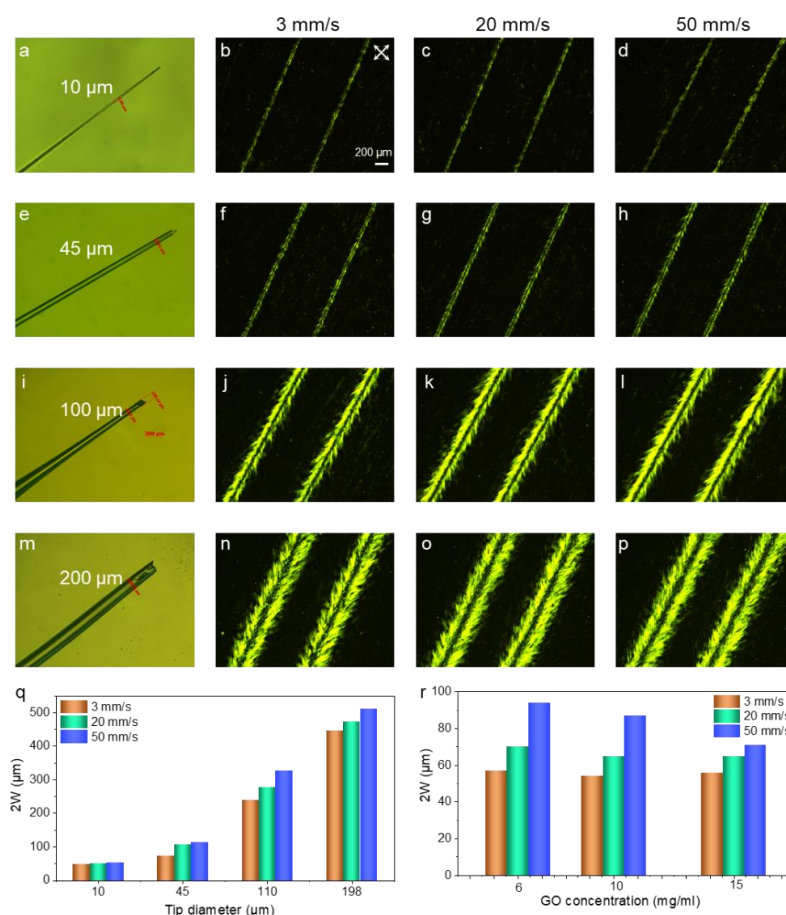 3 mm/s 20 mm/s 50 mm/s
a b c d
10 µm
200 µm
e f g h
45 µm
i j k l
100 µm
m n o p
200 µm
q
3 mm/s
20 mm/s
50 mm/s
500
400
300
200
100
0
2W (µm)
10 45 110 198
Tip diameter (µm)
r
3 mm/s
20 mm/s
50 mm/s
100
80
60
40
20
0
2W (µm)
6 10 15
GO concentration (mg/ml)